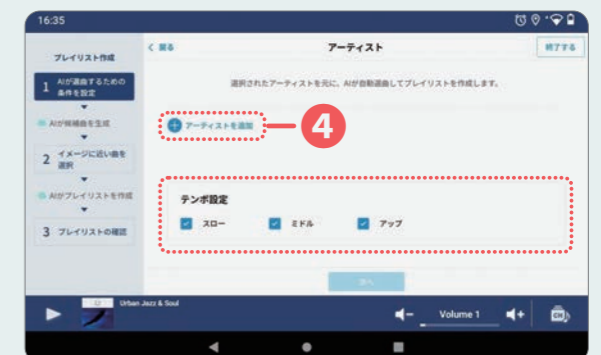 16:35
プレイリスト作成
1 AIが選曲するための
条件を設定
AIが候補曲を生成
2 イメージに近い曲を
選択
AIがプレイリストを作成
3 プレイリストの確認
< 戻る
アーティスト
終了する
選択されたアーティストを元に、AIが自動選曲してプレイリストを作成します。
アーティストを追加
4
テンポ設定
スロー ミドル アップ
次へ
Urban Jazz & Soul
Volume 1
CH